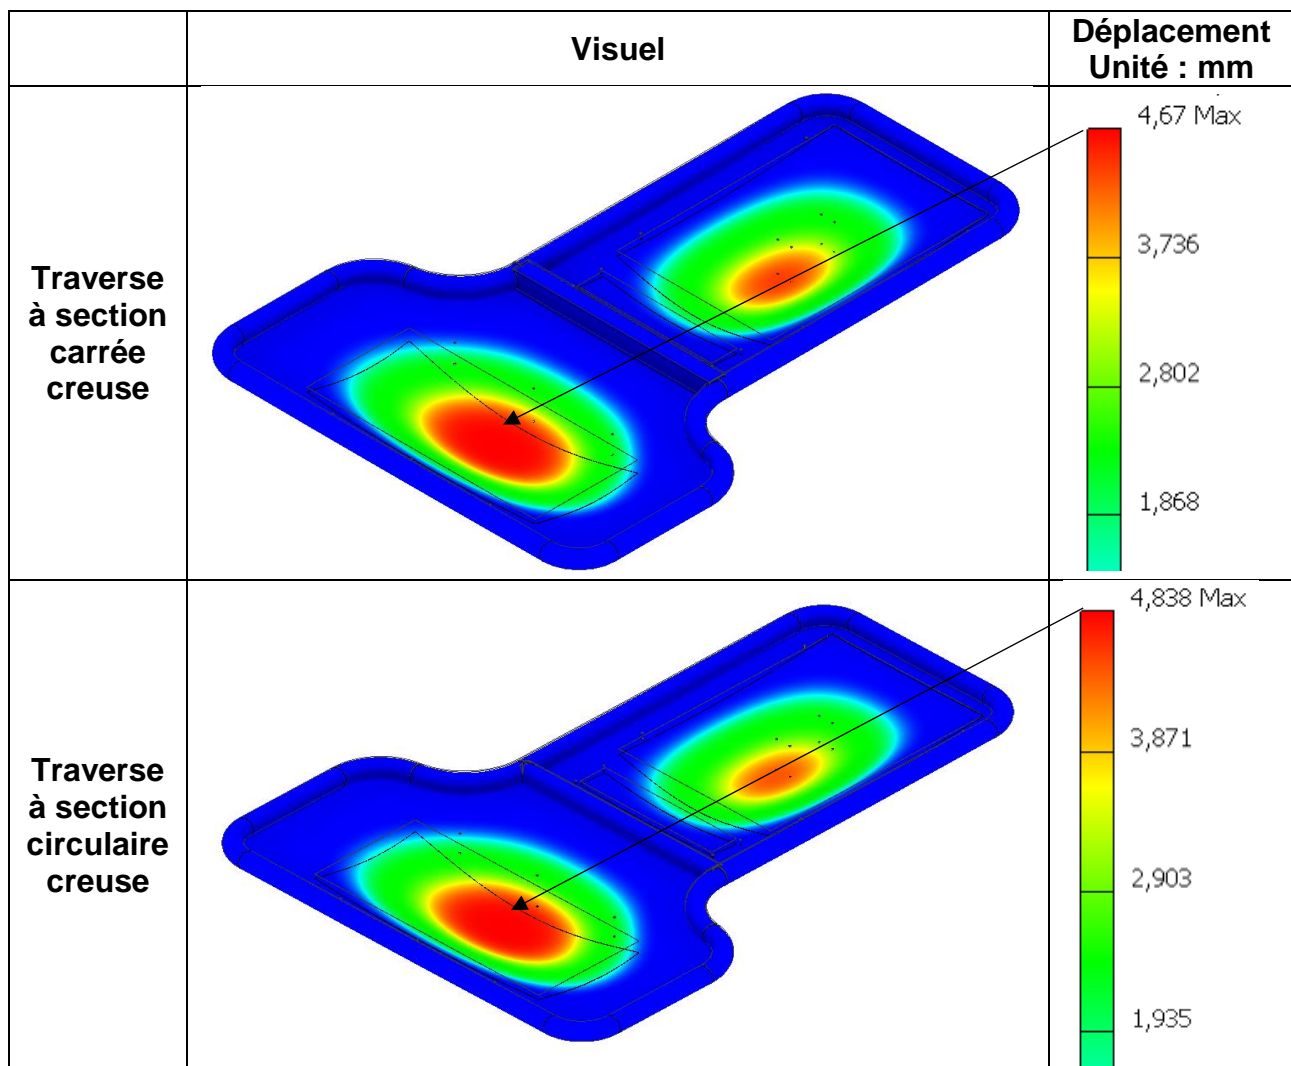 Visuel
Déplacement
Unité : mm
Traverse
à section
carrée
creuse
4,67 Max
3,736
2,802
1,868
Traverse
à section
circulaire
creuse
4,838 Max
3,871
2,903
1,935